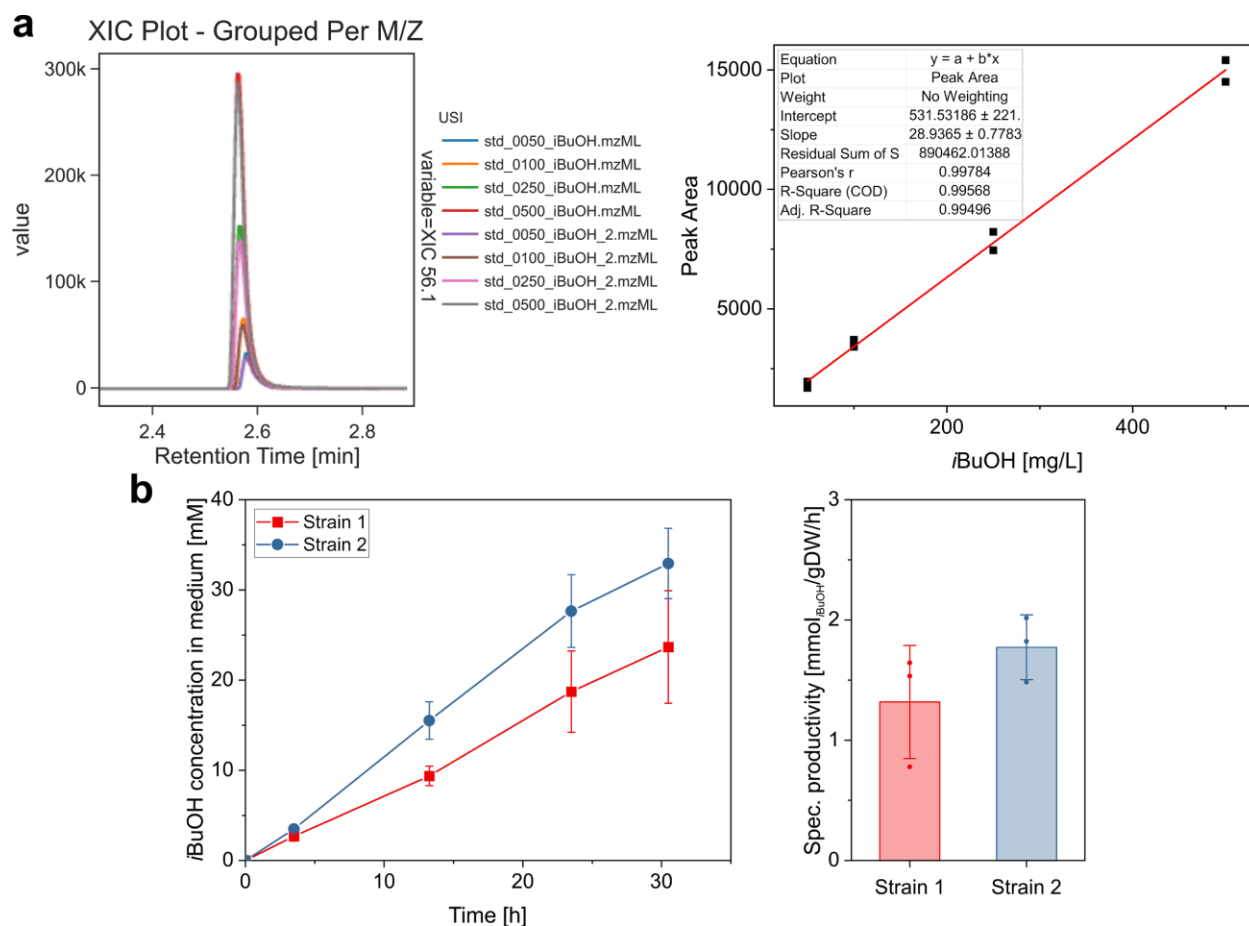 a
XIC Plot - Grouped Per M/Z
300k
200k
100k
0
value
2.4 2.6 2.8
Retention Time [min]
variable=XIC 56.1
USI
std_0050_iBuOH.mzML
std_0100_iBuOH.mzML
std_0250_iBuOH.mzML
std_0500_iBuOH.mzML
std_0050_iBuOH_2.mzML
std_0100_iBuOH_2.mzML
std_0250_iBuOH_2.mzML
std_0500_iBuOH_2.mzML
Equation y = a + b*x
Plot Peak Area
Weight No Weighting
Intercept 531.53186 ± 221.
Slope 28.9365 ± 0.7783
Residual Sum of S 890462.01388
Pearson's r 0.99784
R-Square (COD) 0.99568
Adj. R-Square 0.99496
15000
10000
5000
Peak Area
200 400
iBuOH [mg/L]
b
Strain 1
Strain 2
40
30
20
10
0
iBuOH concentration in medium [mM]
0 10 20 30
Time [h]
3
2
1
0
Spec. productivity [mmoliBuOH/gDW/h]
Strain 1 Strain 2